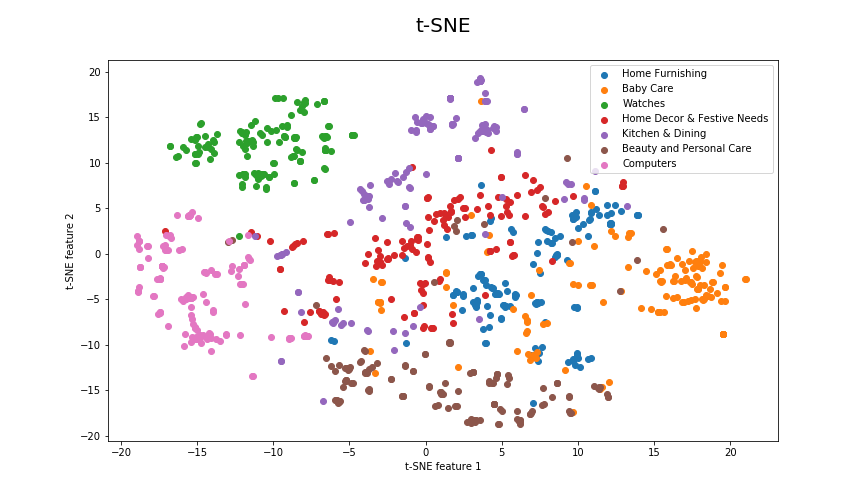 t-SNE
Home Furnishing
Baby Care
Watches
Home Decor & Festive Needs
Kitchen & Dining
Beauty and Personal Care
Computers
t-SNE feature 2
20
15
10
5
0
−5
−10
−15
−20
−20 −15 −10 −5 0 5 10 15 20
t-SNE feature 1